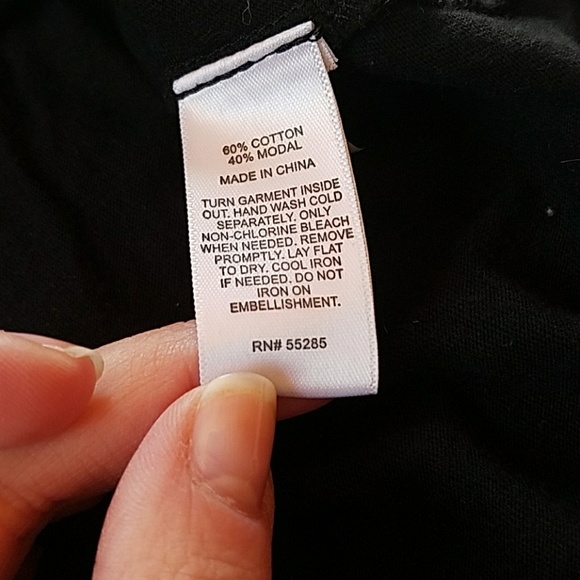 60% COTTON
40% MODAL
MADE IN CHINA
TURN GARMENT INSIDE
OUT. HAND WASH COLD
SEPARATELY. ONLY
NON-CHLORINE BLEACH
WHEN NEEDED. REMOVE
PROMPTLY. LAY FLAT
TO DRY. COOL IRON
IF NEEDED. DO NOT
IRON ON
EMBELLISHMENT.
RN# 55285